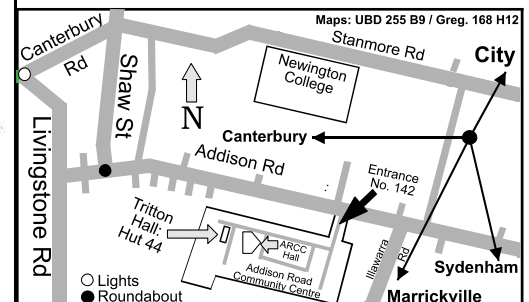 Maps: UBD 255 B9 / Greg. 168 H12
Canterbury
Rd
Stanmore Rd
City
Shaw St
Newington
College
N
Canterbury
Livingstone Rd
Addison Rd
Entrance
No. 142
Tritton
Hall:
Hut 44
ARCC
Hall
Addison Road
Community Centre
Illawarra
Rd
Sydenham
Marrickville
Lights
Roundabout